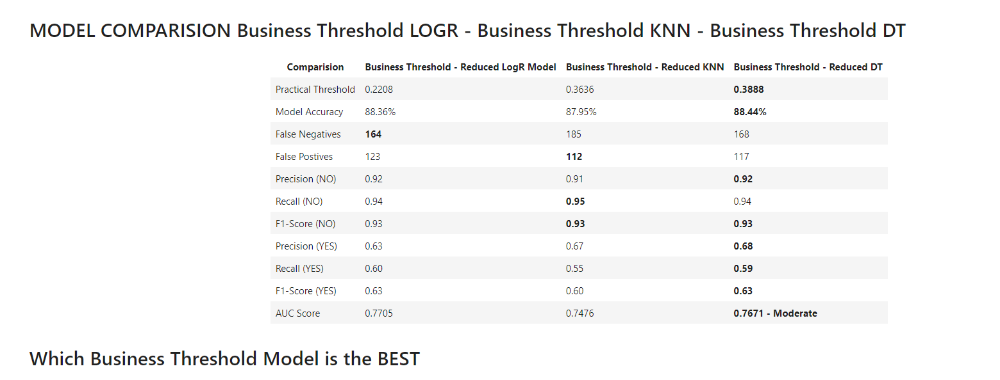 MODEL COMPARISION Business Threshold LOGR - Business Threshold KNN - Business Threshold DT
Comparision Business Threshold - Reduced LogR Model Business Threshold - Reduced KNN Business Threshold - Reduced DT
Practical Threshold 0.2208 0.3636 0.3888
Model Accuracy 88.36% 87.95% 88.44%
False Negatives 164 185 168
False Postives 123 112 117
Precision (NO) 0.92 0.91 0.92
Recall (NO) 0.94 0.95 0.94
F1-Score (NO) 0.93 0.93 0.93
Precision (YES) 0.63 0.67 0.68
Recall (YES) 0.60 0.55 0.59
F1-Score (YES) 0.63 0.60 0.63
AUC Score 0.7705 0.7476 0.7671 - Moderate
Which Business Threshold Model is the BEST